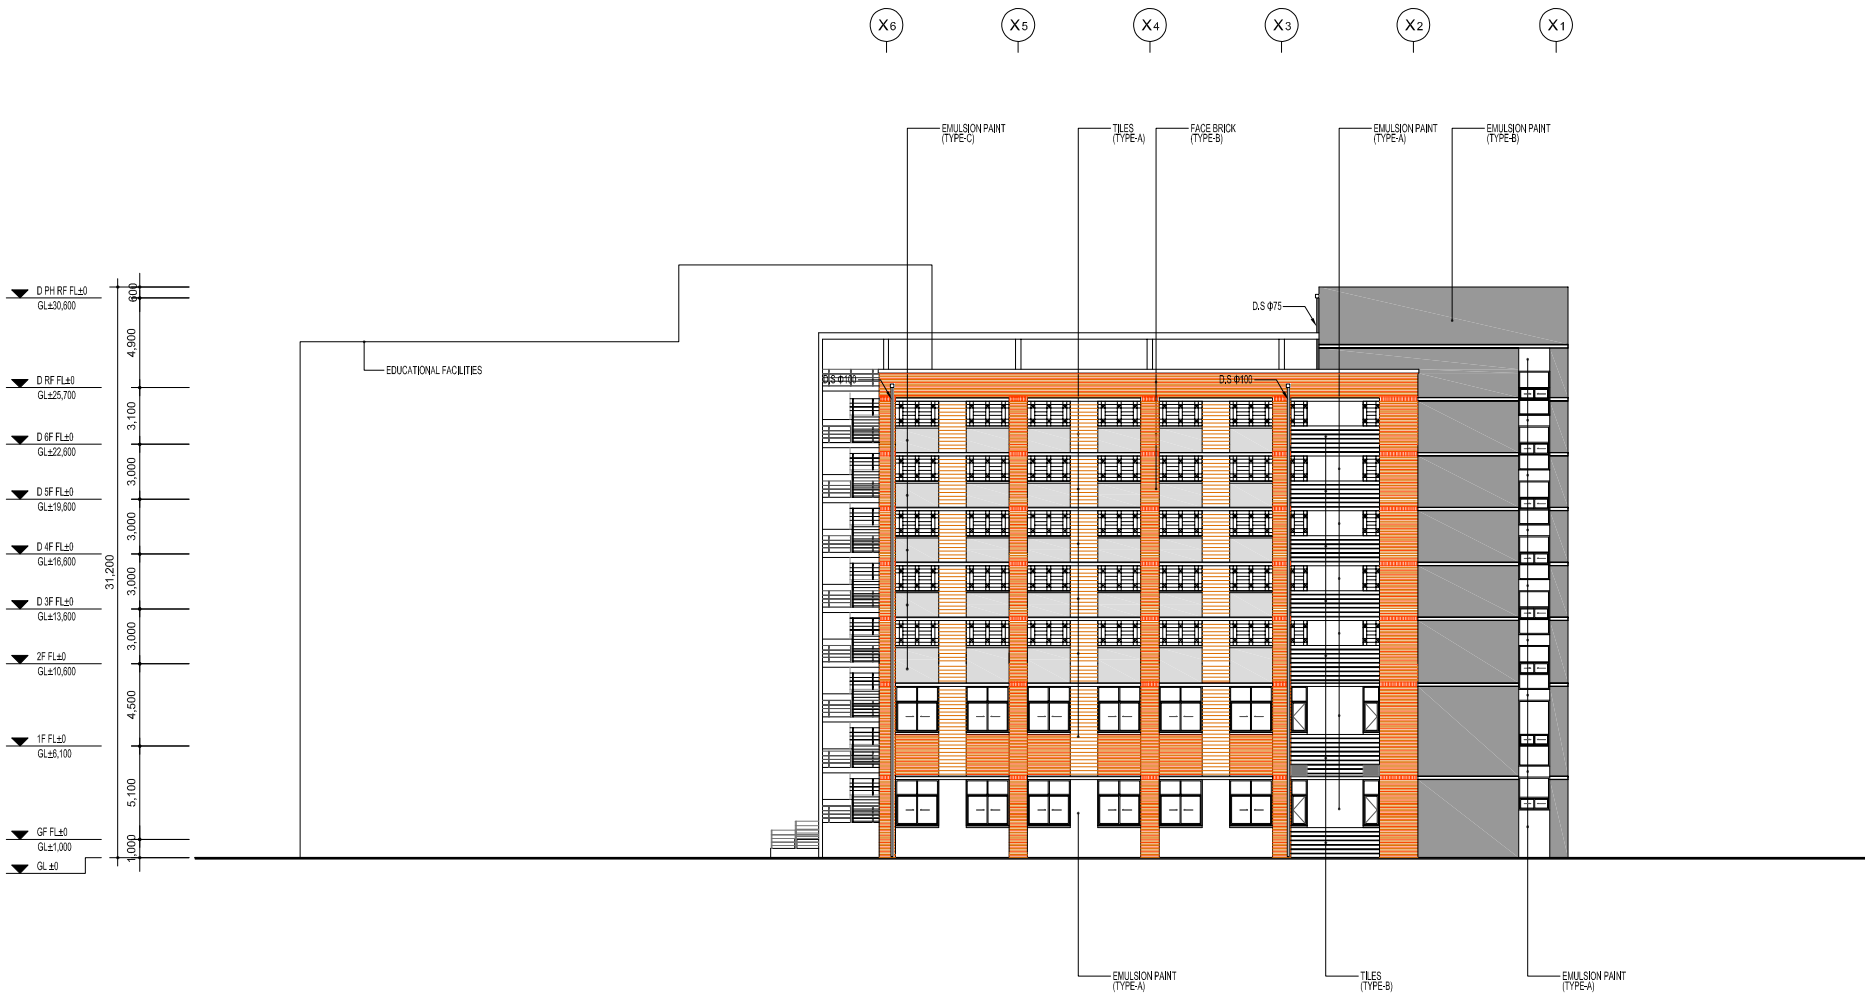 X6 X5 X4 X3 X2 X1
EMULSION PAINT
(TYPE-C)
TILES
(TYPE-A)
FACE BRICK
(TYPE-B)
EMULSION PAINT
(TYPE-A)
EMULSION PAINT
(TYPE-B)
D PH RF FL±0
GL±30,600
600
4,900
D.S Φ75
EDUCATIONAL FACILITIES
D RF FL±0
GL±25,700
D.S Φ100
D.S Φ100
3,100
D 6F FL±0
GL±22,600
3,000
D 5F FL±0
GL±19,600
3,000
D 4F FL±0
GL±16,600
31,200
3,000
D 3F FL±0
GL±13,600
3,000
2F FL±0
GL±10,600
4,500
1F FL±0
GL±6,100
5,100
GF FL±0
GL±1,000
1,000
GL ±0
EMULSION PAINT
(TYPE-A)
TILES
(TYPE-B)
EMULSION PAINT
(TYPE-A)